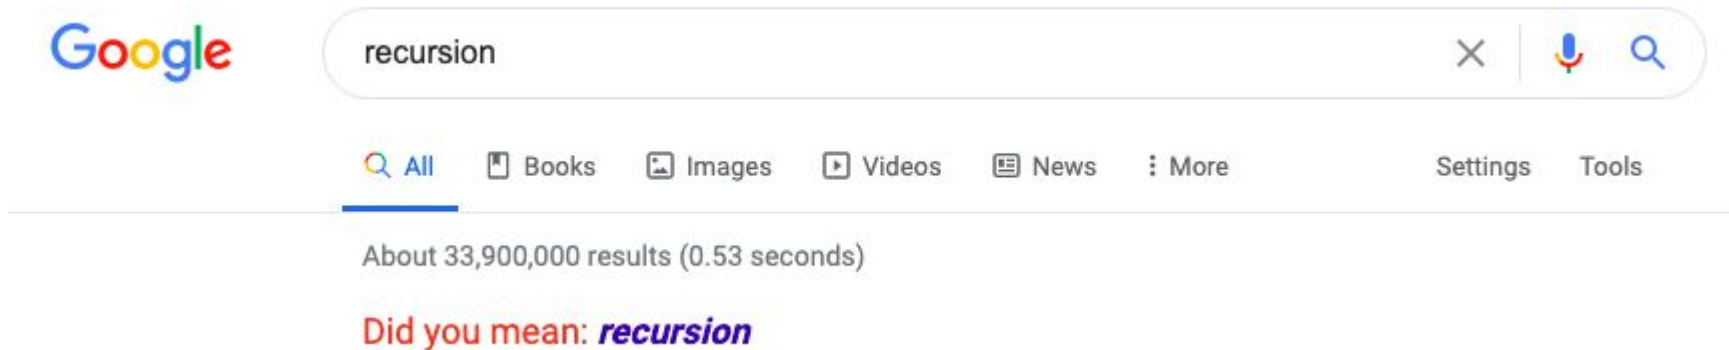 Google recursion
All Books Images Videos News More Settings Tools
About 33,900,000 results (0.53 seconds)
Did you mean: recursion